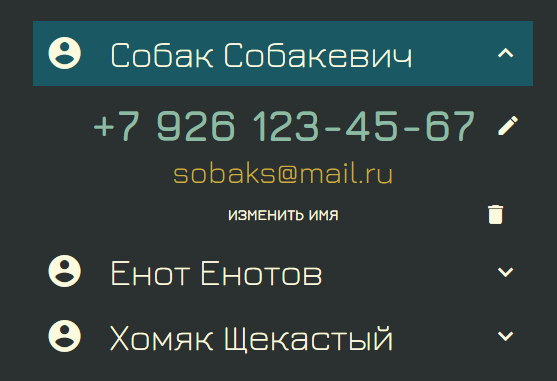 Собак Собакевич
+7 926 123-45-67
sobaks@mail.ru
ИЗМЕНИТЬ ИМЯ
Енот Енотов
Хомяк Щекастый